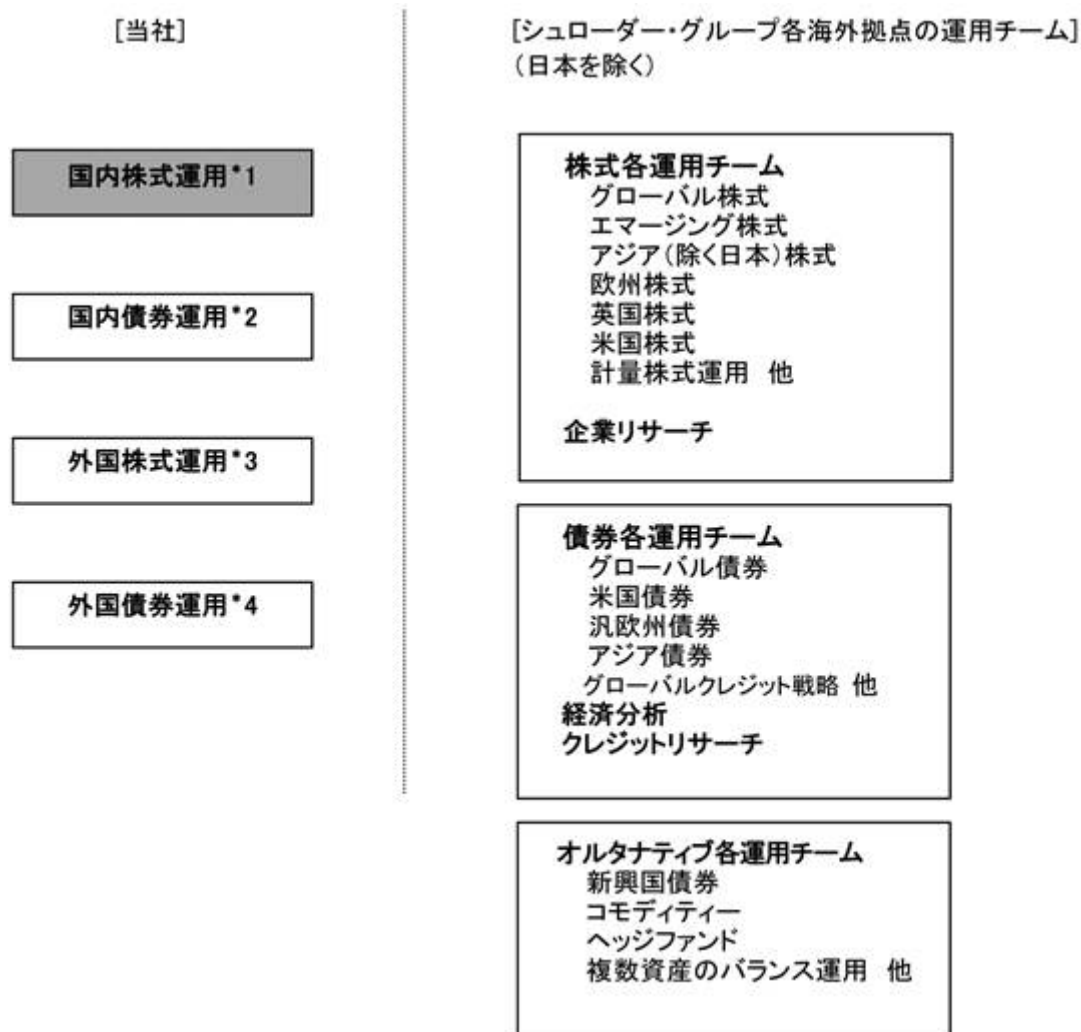 [当社]
国内株式運用*1
国内債券運用*2
外国株式運用*3
外国債券運用*4
[シュローダー・グループ各海外拠点の運用チーム]
(日本を除く)
株式各運用チーム
グローバル株式
エマージング株式
アジア(除く日本)株式
欧州株式
英国株式
米国株式
計量株式運用 他
企業リサーチ
債券各運用チーム
グローバル債券
米国債券
汎欧州債券
アジア債券
グローバルクレジット戦略 他
経済分析
クレジットリサーチ
オルタナティブ各運用チーム
新興国債券
コモディティー
ヘッジファンド
複数資産のバランス運用 他